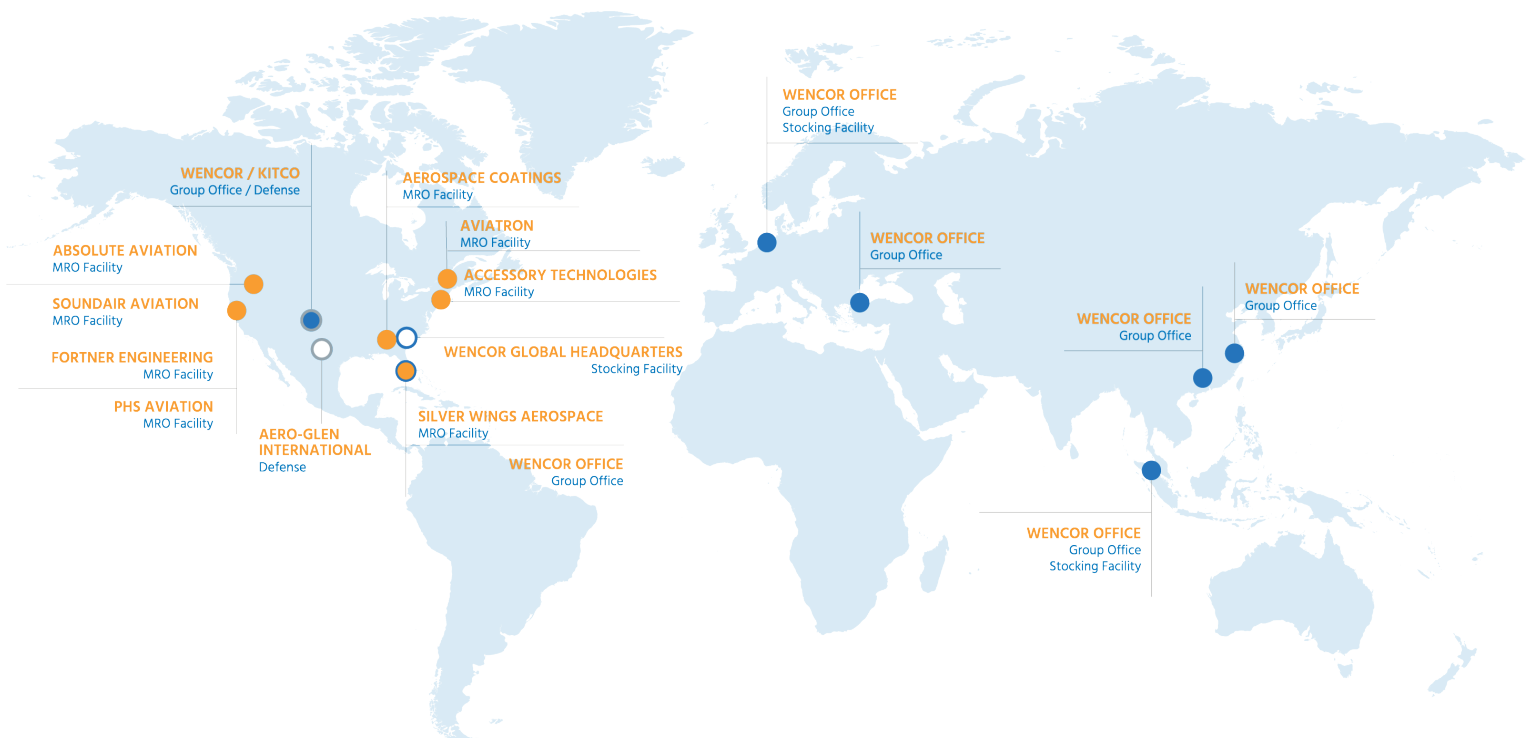 WENCOR OFFICE
Group Office
Stocking Facility
WENCOR / KITCO
Group Office / Defense
AEROSPACE COATINGS
MRO Facility
AVIATRON
MRO Facility
ABSOLUTE AVIATION
MRO Facility
ACCESSORY TECHNOLOGIES
MRO Facility
SOUNDAIR AVIATION
MRO Facility
FORTNER ENGINEERING
MRO Facility
PHS AVIATION
MRO Facility
WENCOR GLOBAL HEADQUARTERS
Stocking Facility
AERO-GLEN
INTERNATIONAL
Defense
SILVER WINGS AEROSPACE
MRO Facility
WENCOR OFFICE
Group Office
WENCOR OFFICE
Group Office
WENCOR OFFICE
Group Office
WENCOR OFFICE
Group Office
WENCOR OFFICE
Group Office
Stocking Facility